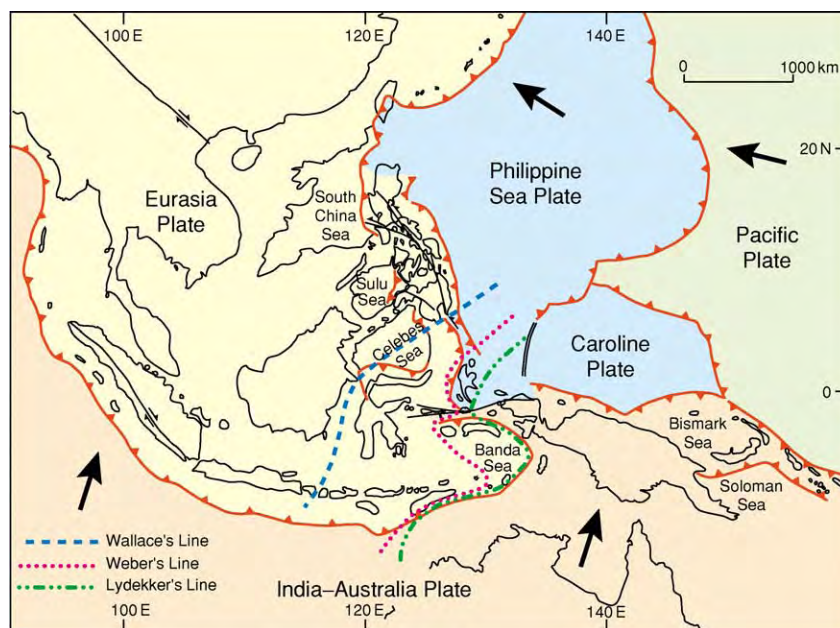 100 E
120 E
140 E
0
1000 km
20 N
Philippine
Sea Plate
Eurasia
Plate
South
China
Sea
Pacific
Plate
Sulu
Sea
Celebes
Sea
Caroline
Plate
0
Bismark
Sea
Banda
Sea
Soloman
Sea
Wallace's Line
Weber's Line
Lydekker's Line
India–Australia Plate
100 E
120 E
140 E